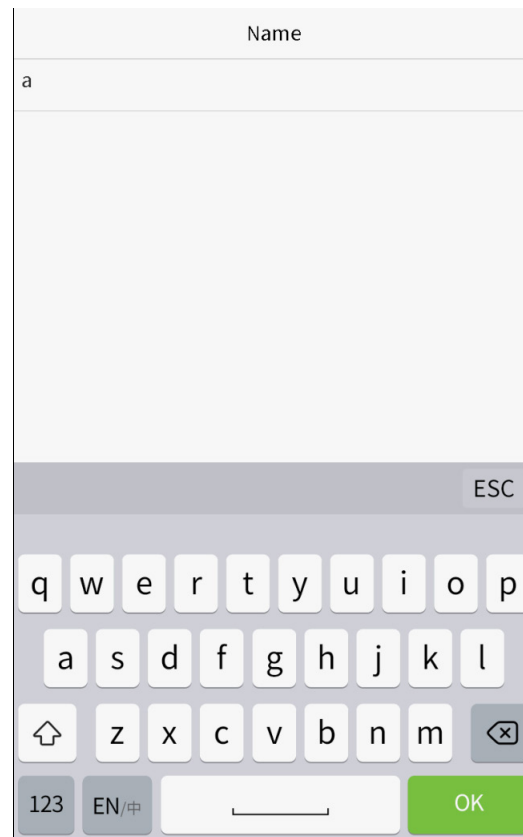 Name
a
ESC
q w e r t y u i o p
a s d f g h j k l
z x c v b n m
123 EN/中 OK